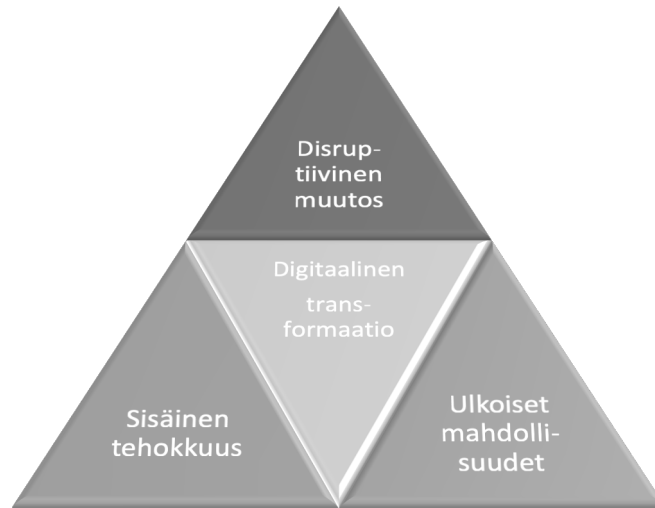 Disrup-
tiivinen
muutos
Digitaalinen
trans-
formaatio
Sisäinen
tehokkuus
Ulkoiset
mahdolli-
suudet